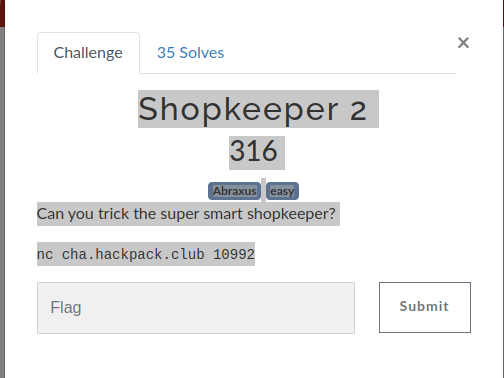 ×
Challenge 35 Solves
Shopkeeper 2
316
Abraxus easy
Can you trick the super smart shopkeeper?
nc cha.hackpack.club 10992
Flag Submit